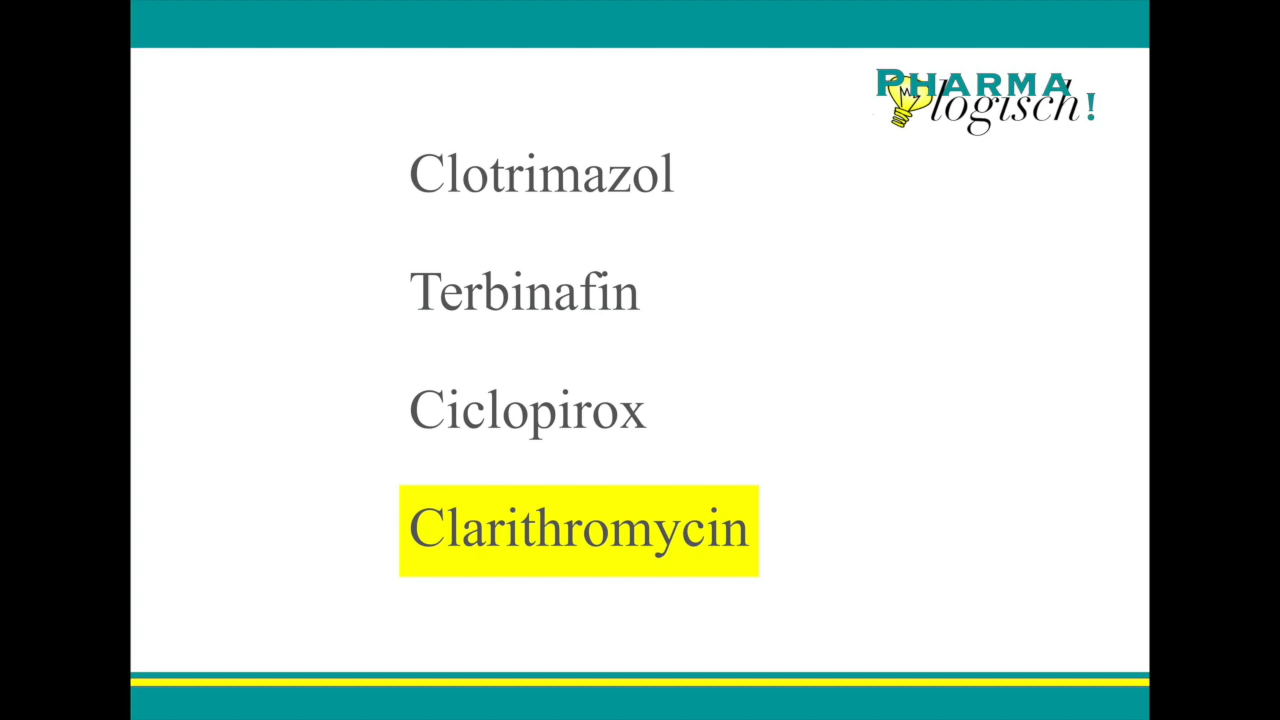 PHARMA
logisch!
Clotrimazol
Terbinafin
Ciclopirox
Clarithromycin